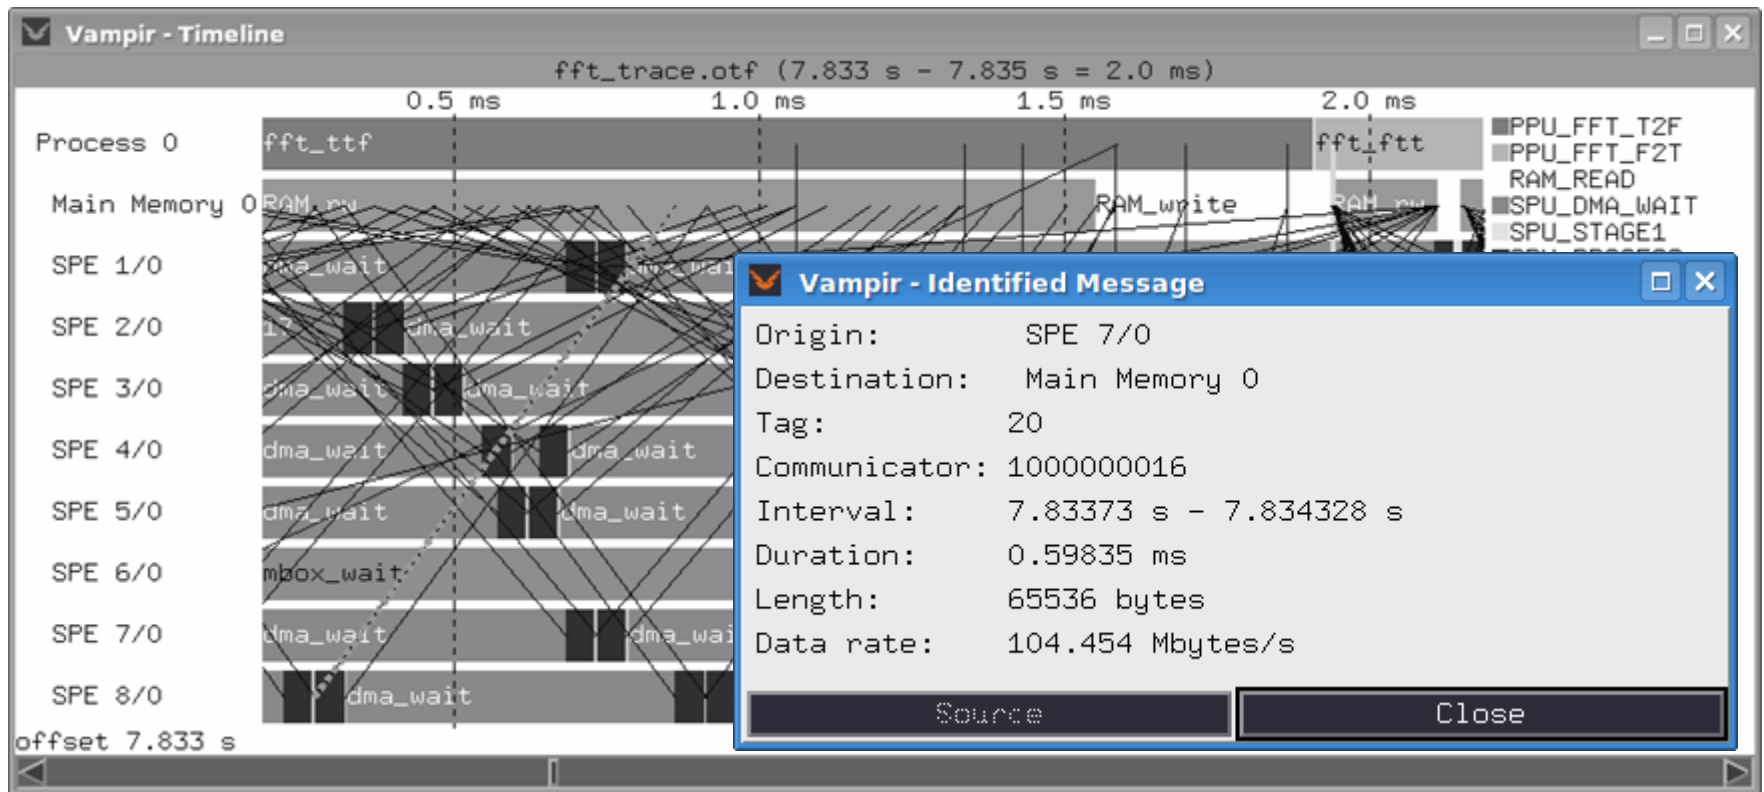 Vampir - Timeline
fft_trace.otf (7.833 s - 7.835 s = 2.0 ms)
0.5 ms 1.0 ms 1.5 ms 2.0 ms
Process 0 fft_ttf fft_ftt
PPU_FFT_T2F
PPU_FFT_F2T
RAM_READ
Main Memory 0 RAM_rw RAM_write RAM_rw
SPU_DMA_WAIT
SPU_STAGE1
SPE 1/0 dma_wait
SPE 2/0 17 dma_wait
SPE 3/0 dma_wait dma_wait
SPE 4/0 dma_wait dma_wait
SPE 5/0 dma_wait dma_wait
SPE 6/0 mbox_wait
SPE 7/0 dma_wait dma_wai
SPE 8/0 dma_wait
offset 7.833 s
Vampir - Identified Message
Origin: SPE 7/0
Destination: Main Memory 0
Tag: 20
Communicator: 1000000016
Interval: 7.83373 s - 7.834328 s
Duration: 0.59835 ms
Length: 65536 bytes
Data rate: 104.454 Mbytes/s
Source Close